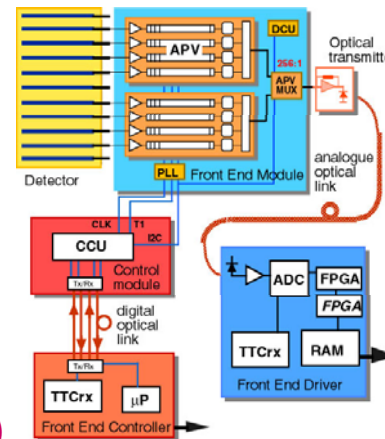 DCU
Optical
transmitte
APV
256:1
APV
MUX
PLL
Front End Module
Detector
analogue
optical
link
CLK
T1
I2C
CCU
Control
module
Tx/Rx
digital
optical
link
ADC
FPGA
FPGA
TTCrx
RAM
Front End Driver
Tx/Rx
TTCrx
µP
Front End Controller